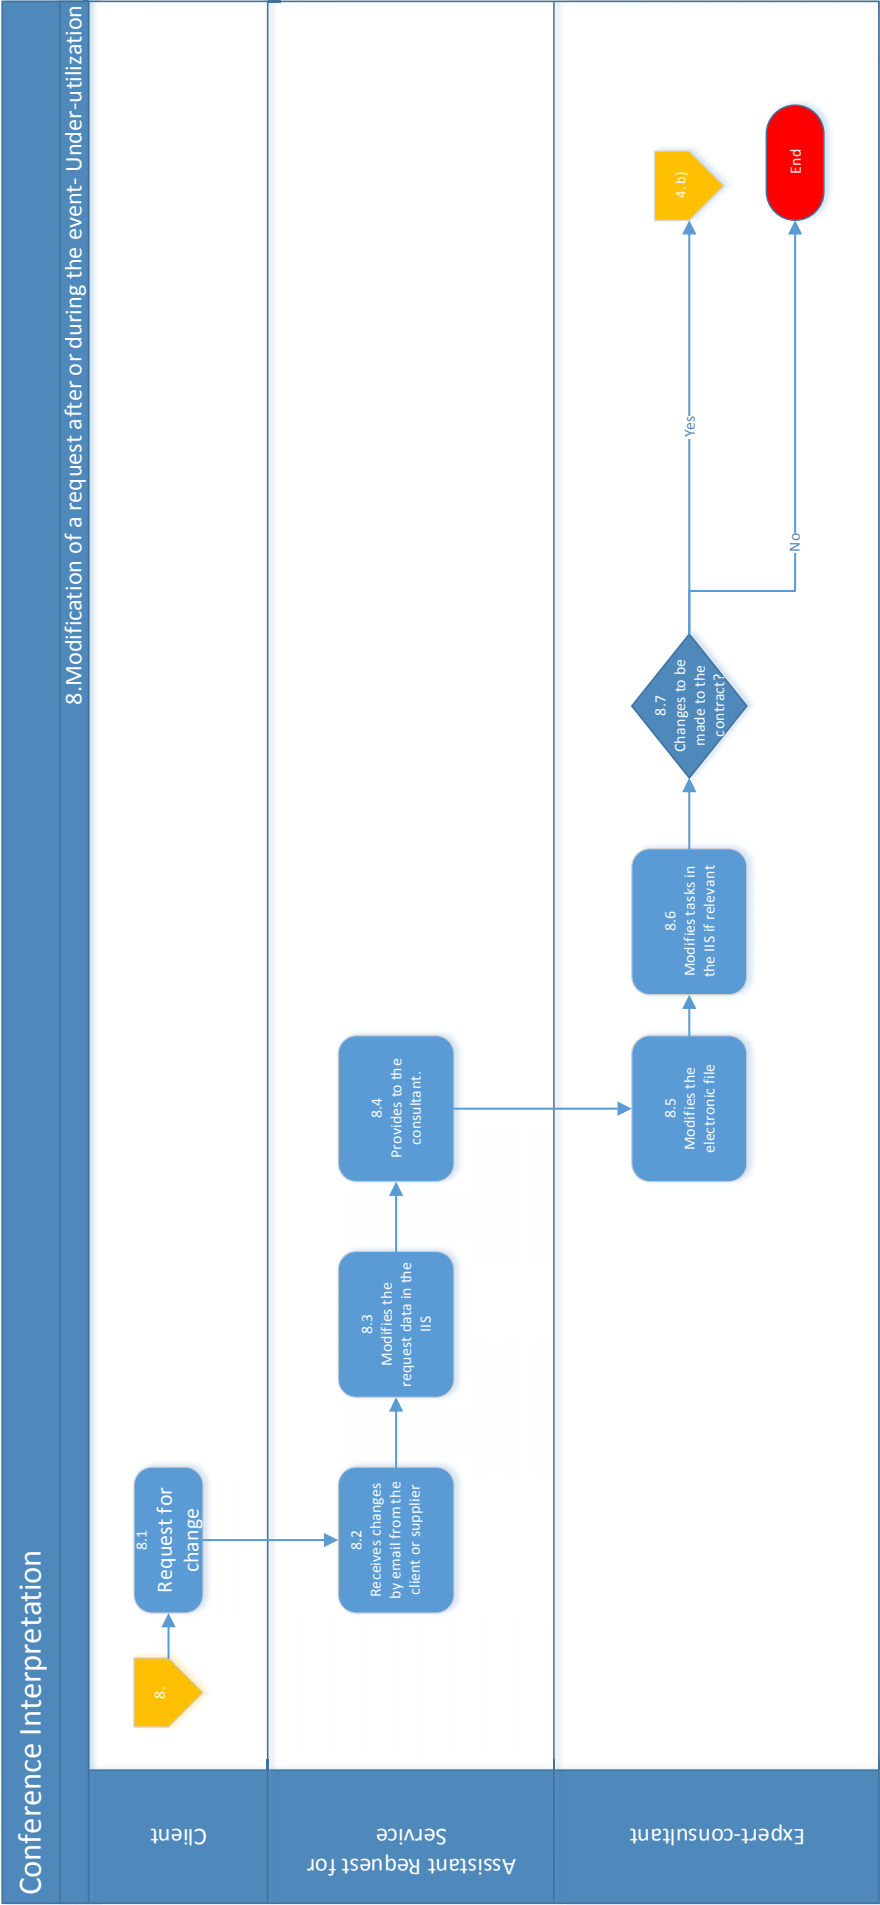 Conference Interpretation
8.Modification of a request after or during the event- Under-utilization
Client
8.
8.1
Request for
change
Assistant Request for
Service
8.2
Receives changes
by email from the
client or supplier
8.3
Modifies the
request data in the
IIS
8.4
Provides to the
consultant.
Expert-consultant
8.5
Modifies the
electronic file
8.6
Modifies tasks in
the IIS if relevant
8.7
Changes to be
made to the
contract?
Yes
No
4.b)
End